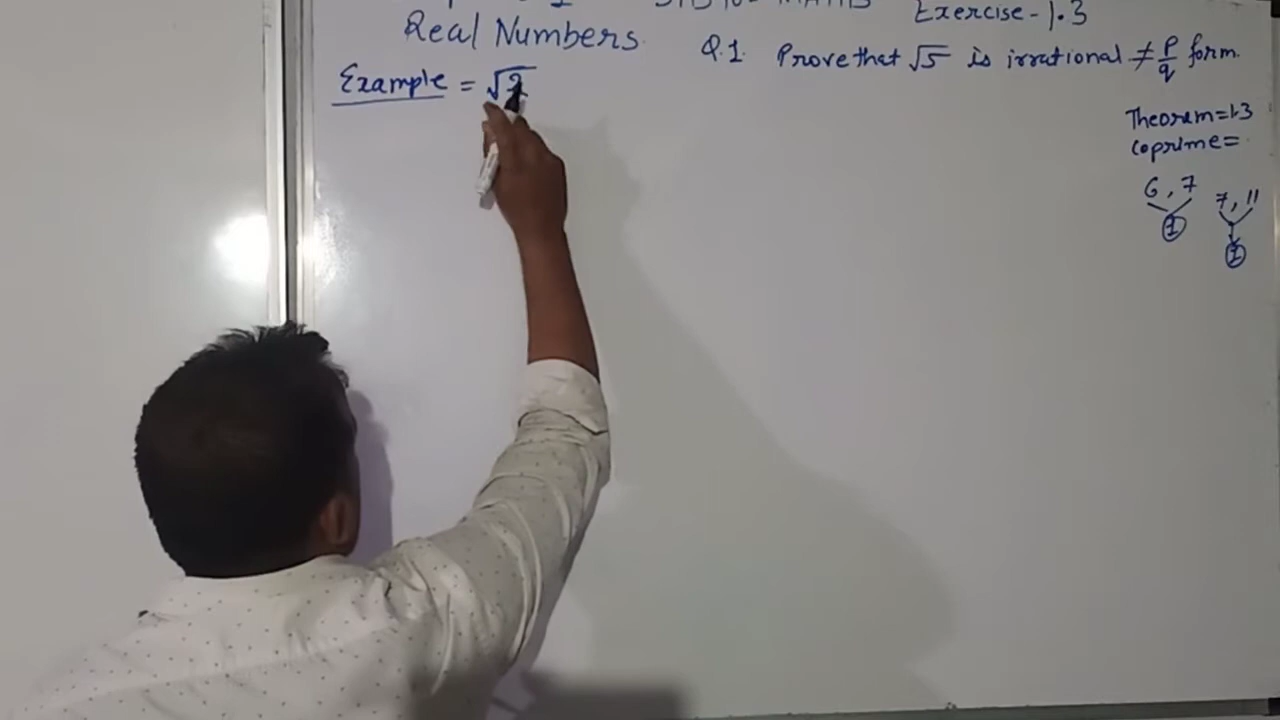 Exercise-1.3
Real Numbers
Q.1 Prove that √5 is irrational ≠ p/q form.
Example = √2
Theorem=1.3
Coprime=
6, 7
1
7, 11
1